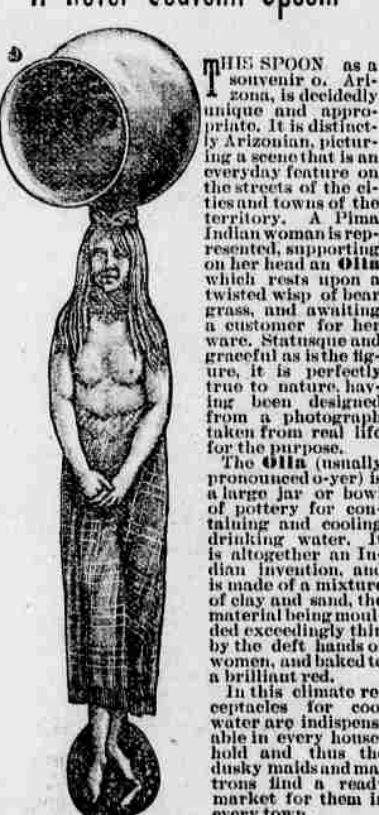 A Novel Souvenir Spoon
THIS SPOON as a
souvenir o. Ari-
zona, is decidedly
unique and appro-
priate. It is distinct-
ly Arizonian, pictur-
ing a scene that is an
everyday feature on
the streets of the ci-
ties and towns of the
territory. A Pima
Indian woman is rep-
resented, supporting
on her head an Olla
which rests upon a
twisted wisp of bear
grass, and awaiting
a customer for her
ware. Statusque and
graceful as is the fig-
ure, it is perfectly
true to nature, hav-
ing been designed
from a photograph
taken from real life
for the purpose.
The Olla (usually
pronounced o-yer) is
a large jar or bow
of pottery for con-
taining and cooling
drinking water. It
is altogether an In-
dian invention, and
is made of a mixture
of clay and sand, the
material being moul
ded exceedingly thin
by the deft hands o
women, and baked to
a brilliant red.
In this climate re
ceptacles for coo
water are indispens
able in every house
hold and thus the
dusky maids and ma
trons find a read
market for them in
every town.